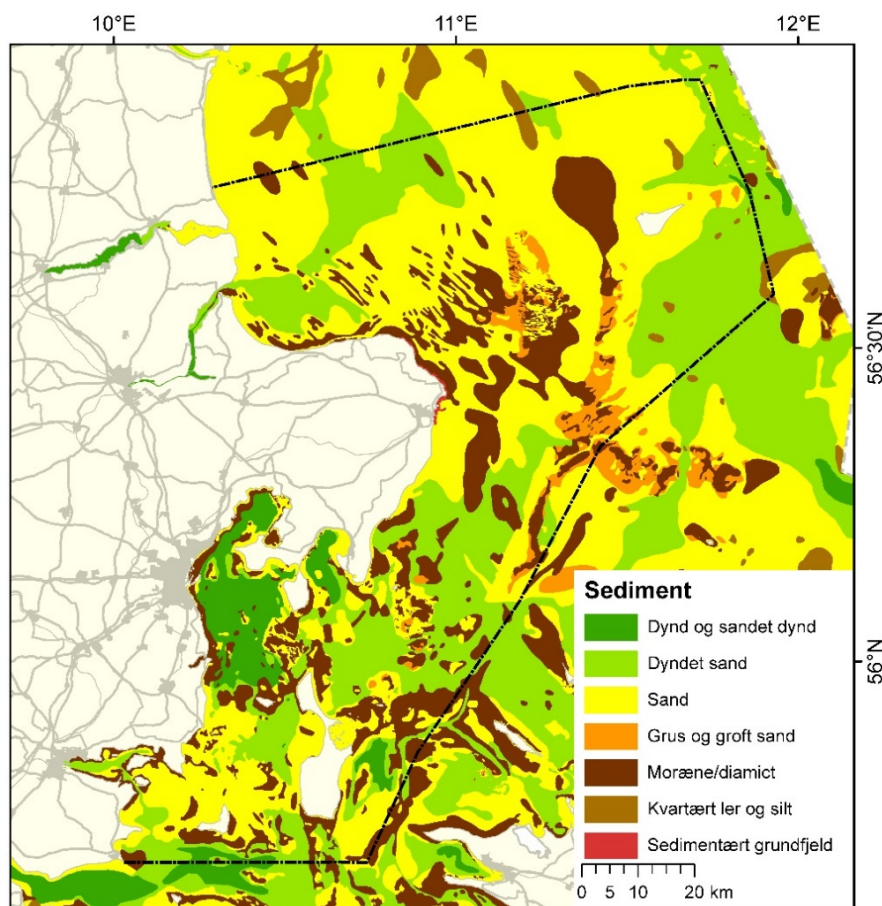 10°E 11°E 12°E
56°30'N
56°N
Sediment
Dynd og sandet dynd
Dyndet sand
Sand
Grus og groft sand
Moræne/diamict
Kvartært ler og silt
Sedimentært grundfjeld
0 5 10 20 km